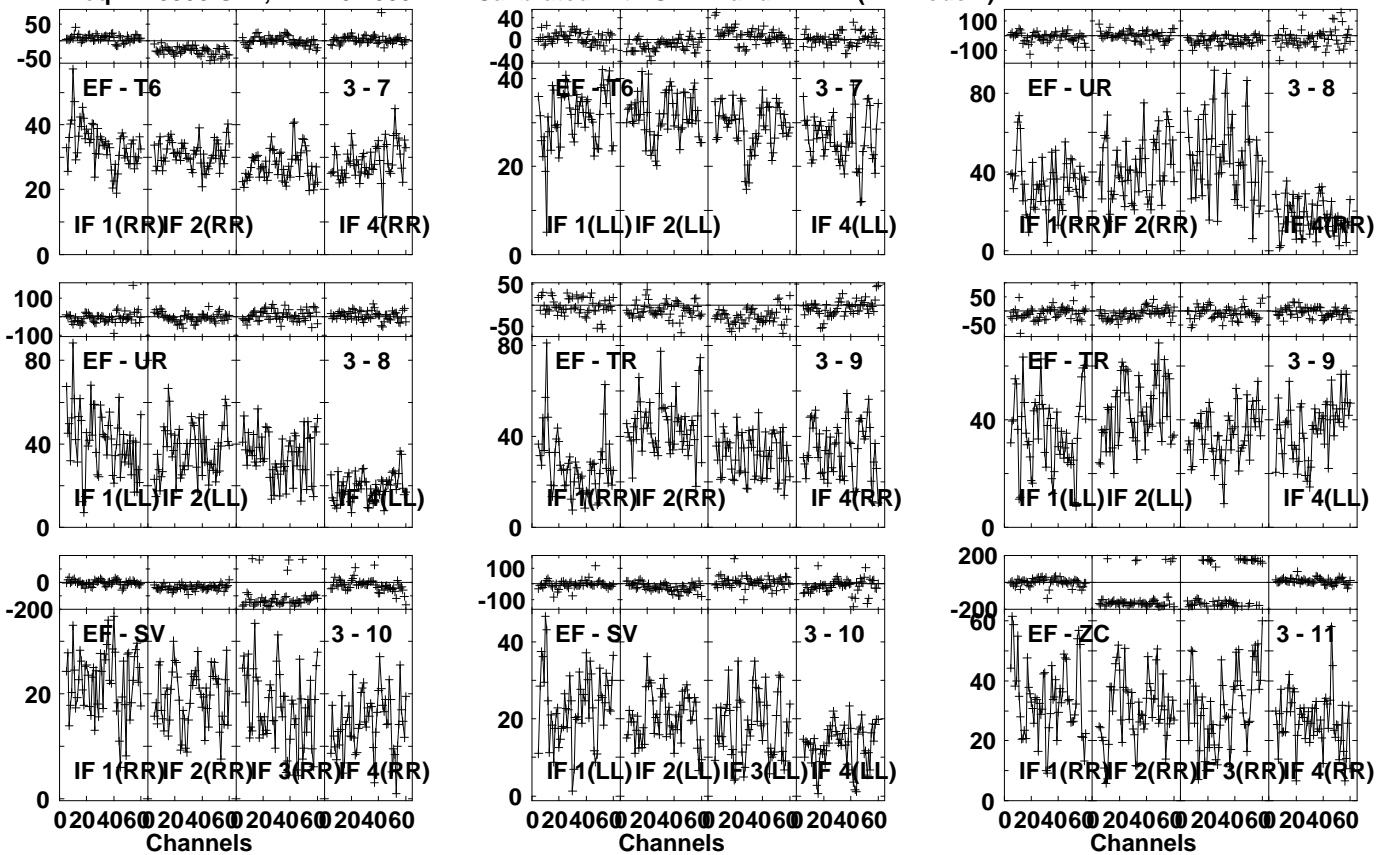 50
-50
EF - T6
3 - 7
40
20
0
IF 1(RR)
IF 2(RR)
IF 4(RR)
40
0
-40
EF - T6
3 - 7
40
20
0
IF 1(LL)
IF 2(LL)
IF 4(LL)
100
-100
EF - UR
3 - 8
80
40
0
IF 1(RR)
IF 2(RR)
IF 4(RR)
100
-100
EF - UR
3 - 8
80
40
0
IF 1(LL)
IF 2(LL)
IF 4(LL)
50
-50
EF - TR
3 - 9
80
40
0
IF 1(RR)
IF 2(RR)
IF 4(RR)
50
-50
EF - TR
3 - 9
40
0
IF 1(LL)
IF 2(LL)
IF 4(LL)
0
-200
EF - SV
3 - 10
20
0
IF 1(RR)
IF 2(RR)
IF 3(RR)
IF 4(RR)
0 20 40 60 0 20 40 60 0 20 40 60 0 20 40 60
Channels
100
-100
EF - SV
3 - 10
40
20
0
IF 1(LL)
IF 2(LL)
IF 3(LL)
IF 4(LL)
0 20 40 60 0 20 40 60 0 20 40 60 0 20 40 60
Channels
200
-200
EF - ZC
3 - 11
60
40
20
0
IF 1(RR)
IF 2(RR)
IF 3(RR)
IF 4(RR)
0 20 40 60 0 20 40 60 0 20 40 60 0 20 40 60
Channels